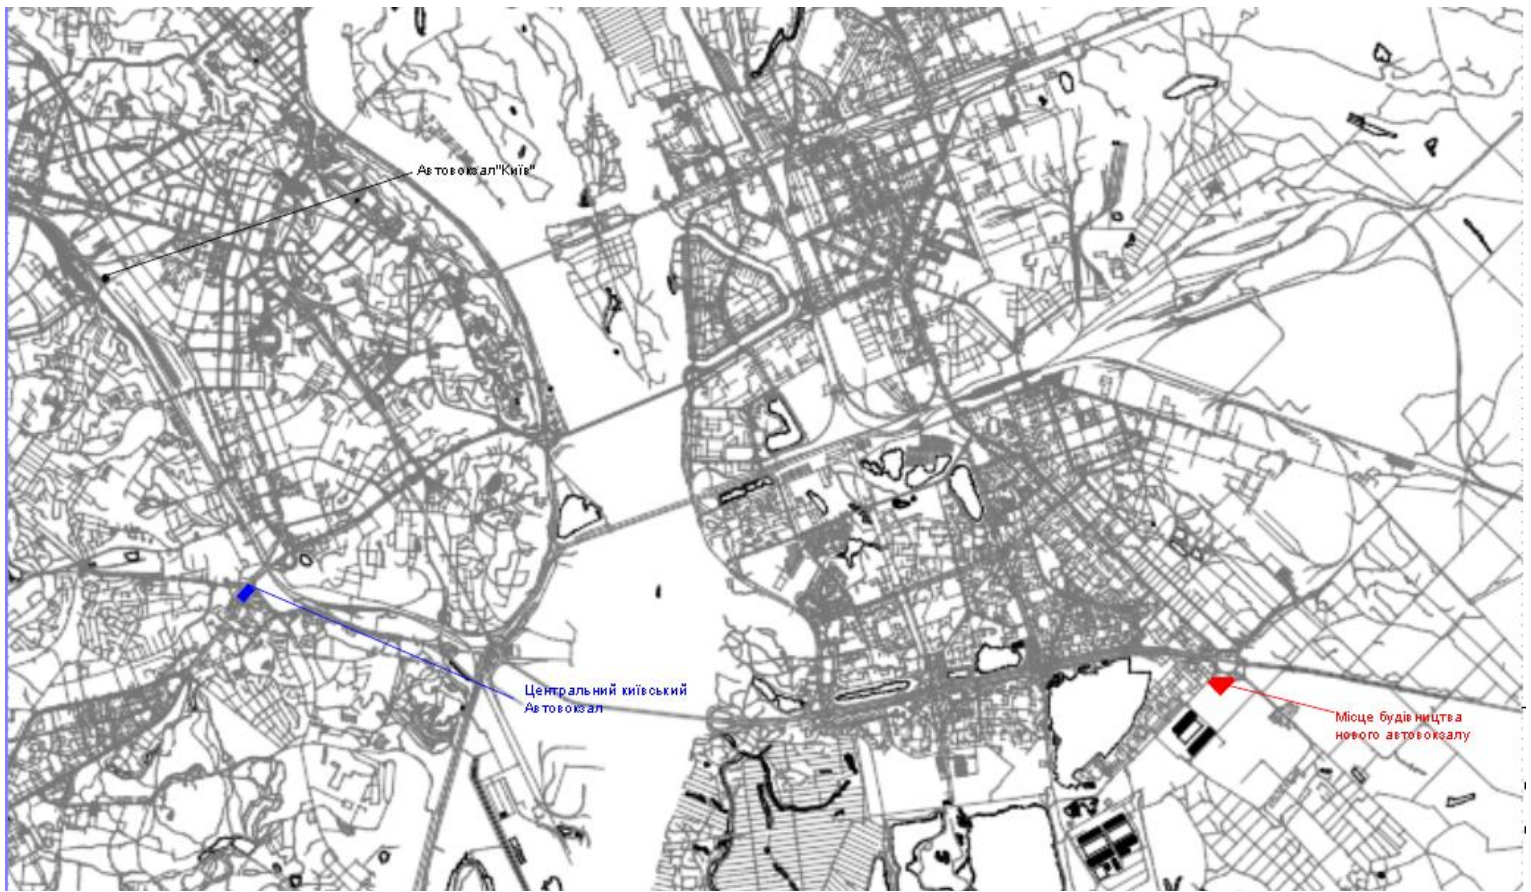 Автовокзал"Київ"
Центральний київський
Автовокзал
Місце будівництва
нового автовокзалу